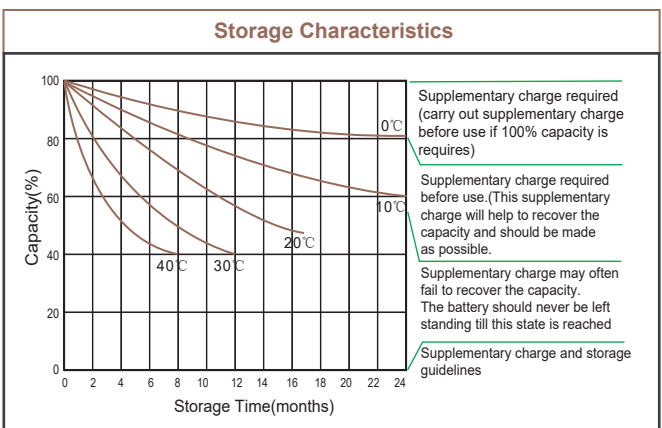 Storage Characteristics
100
80
60
40
20
0
Capacity(%)
0℃
10℃
20℃
30℃
40℃
0 2 4 6 8 10 12 14 16 18 20 22 24
Storage Time(months)
Supplementary charge required
(carry out supplementary charge
before use if 100% capacity is
requires)
Supplementary charge required
before use.(This supplementary
charge will help to recover the
capacity and should be made
as possible.
Supplementary charge may often
fail to recover the capacity.
The battery should never be left
standing till this state is reached
Supplementary charge and storage
guidelines